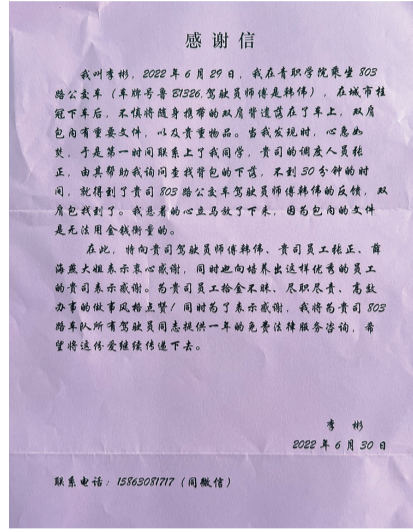 感谢信
我叫李彬，2022年6月29日，我在青职学院乘坐803
路公交车（车牌号鲁B1326，驾驶员师傅是韩伟），在城市桂
冠下车后，不慎将随身携带的双肩背遗落在了车上，双肩
包内有重要文件，以及贵重物品。当我发现时，心急如
焚，于是第一时间联系上了我同学，贵司的调度人员张
正，由其帮助我询问查找背包的下落，不到30分钟的时
间，就得到了贵司803路公交车驾驶员师傅韩伟的反馈，双
肩包找到了。我悬着的心立马放了下来，因为包内的文件
是无法用金钱衡量的。
在此，特向贵司驾驶员师傅韩伟、贵司员工张正、薛
海燕大姐表示衷心感谢，同时也向培养出这样优秀的员工
的贵司表示感谢。为贵司员工拾金不昧、尽职尽责、高效
办事的做事风格点赞！同时为了表示感谢，我将为贵司803
路车队所有驾驶员同志提供一年的免费法律服务咨询，希
望将这份爱继续传递下去。
李 彬
2022年6月30日
联系电话：15863081717（同微信）